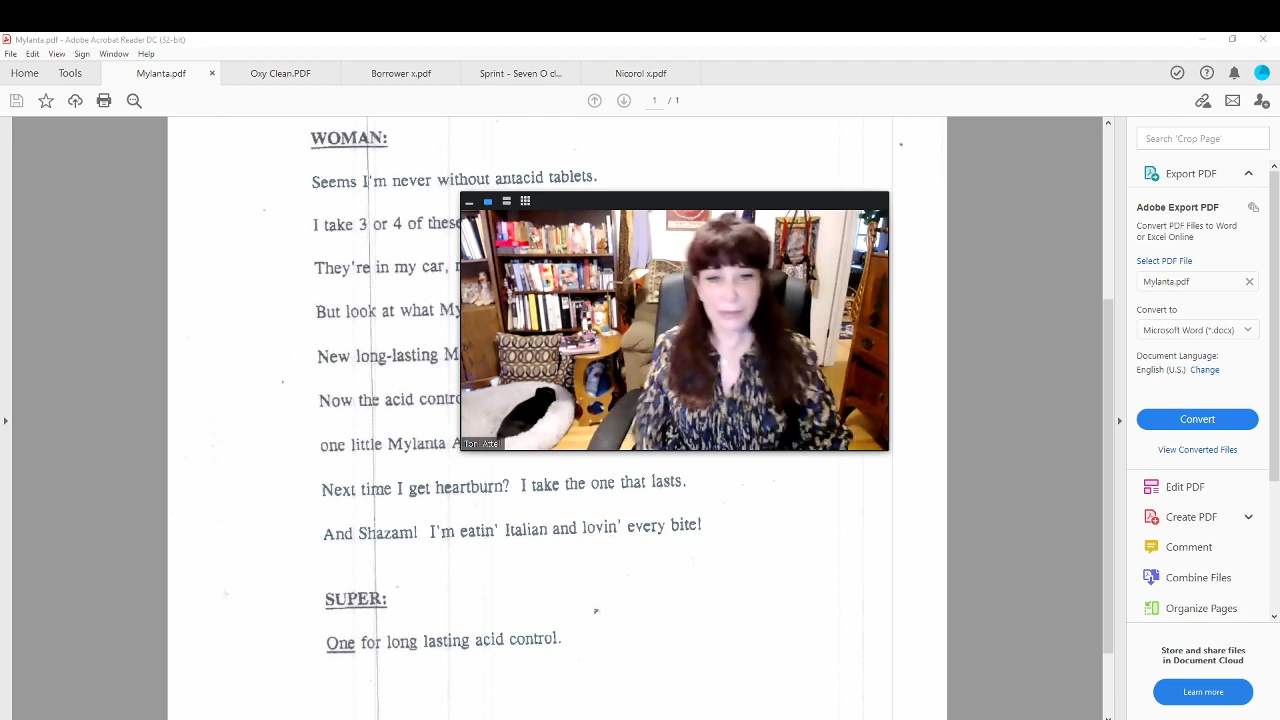 Mylanta.pdf - Adobe Acrobat Reader DC (32-bit)
File Edit View Sign Window Help
Home Tools Mylanta.pdf × Oxy Clean.PDF Borrower x.pdf Sprint - Seven O cl... Nicorol x.pdf
1 / 1
WOMAN:
Seems I'm never without antacid tablets.
I take 3 or 4 of these
They're in my car,
But look at what My
New long-lasting M
Now the acid contro
one little Mylanta A
Next time I get heartburn? I take the one that lasts.
And Shazam! I'm eatin' Italian and lovin' every bite!
SUPER:
One for long lasting acid control.
Toni Attell
Search 'Crop Page'
Export PDF
Adobe Export PDF
Convert PDF Files to Word
or Excel Online
Select PDF File
Mylanta.pdf
Convert to
Microsoft Word (*.docx)
Document Language:
English (U.S.) Change
Convert
View Converted Files
Edit PDF
Create PDF
Comment
Combine Files
Organize Pages
Store and share files
in Document Cloud
Learn more